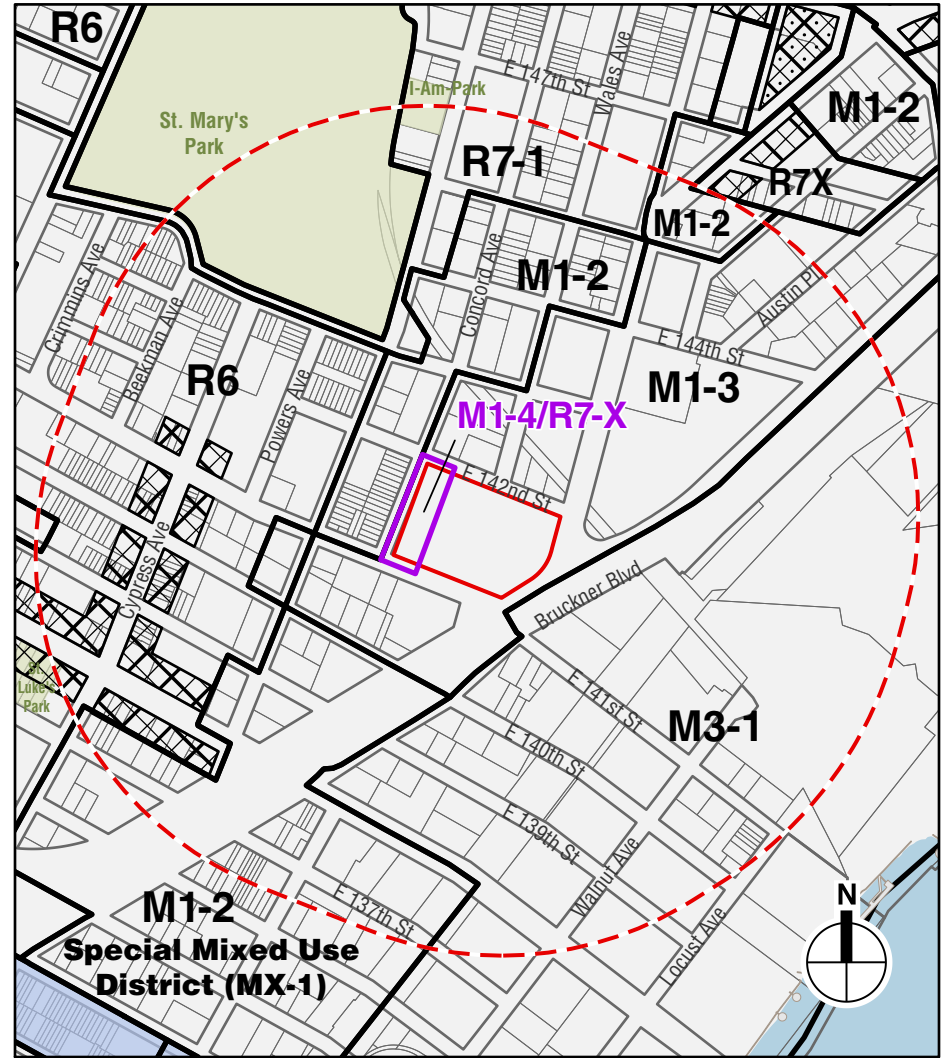 R6
I-Am-Park
E 147th St
Wales Ave
M1-2
St. Mary's
Park
R7-1
R7X
M1-2
Crimmins Ave
Concord Ave
M1-2
Austin Pl
Beekman Ave
E 144th St
R6
Powers Ave
M1-3
M1-4/R7-X
E 142nd St
Cypress Ave
Bruckner Blvd
St.
Luke's
Park
E 141st St
M3-1
E 140th St
E 139th St
Walnut Ave
N
M1-2
E 137th St
Locust Ave
Special Mixed Use
District (MX-1)